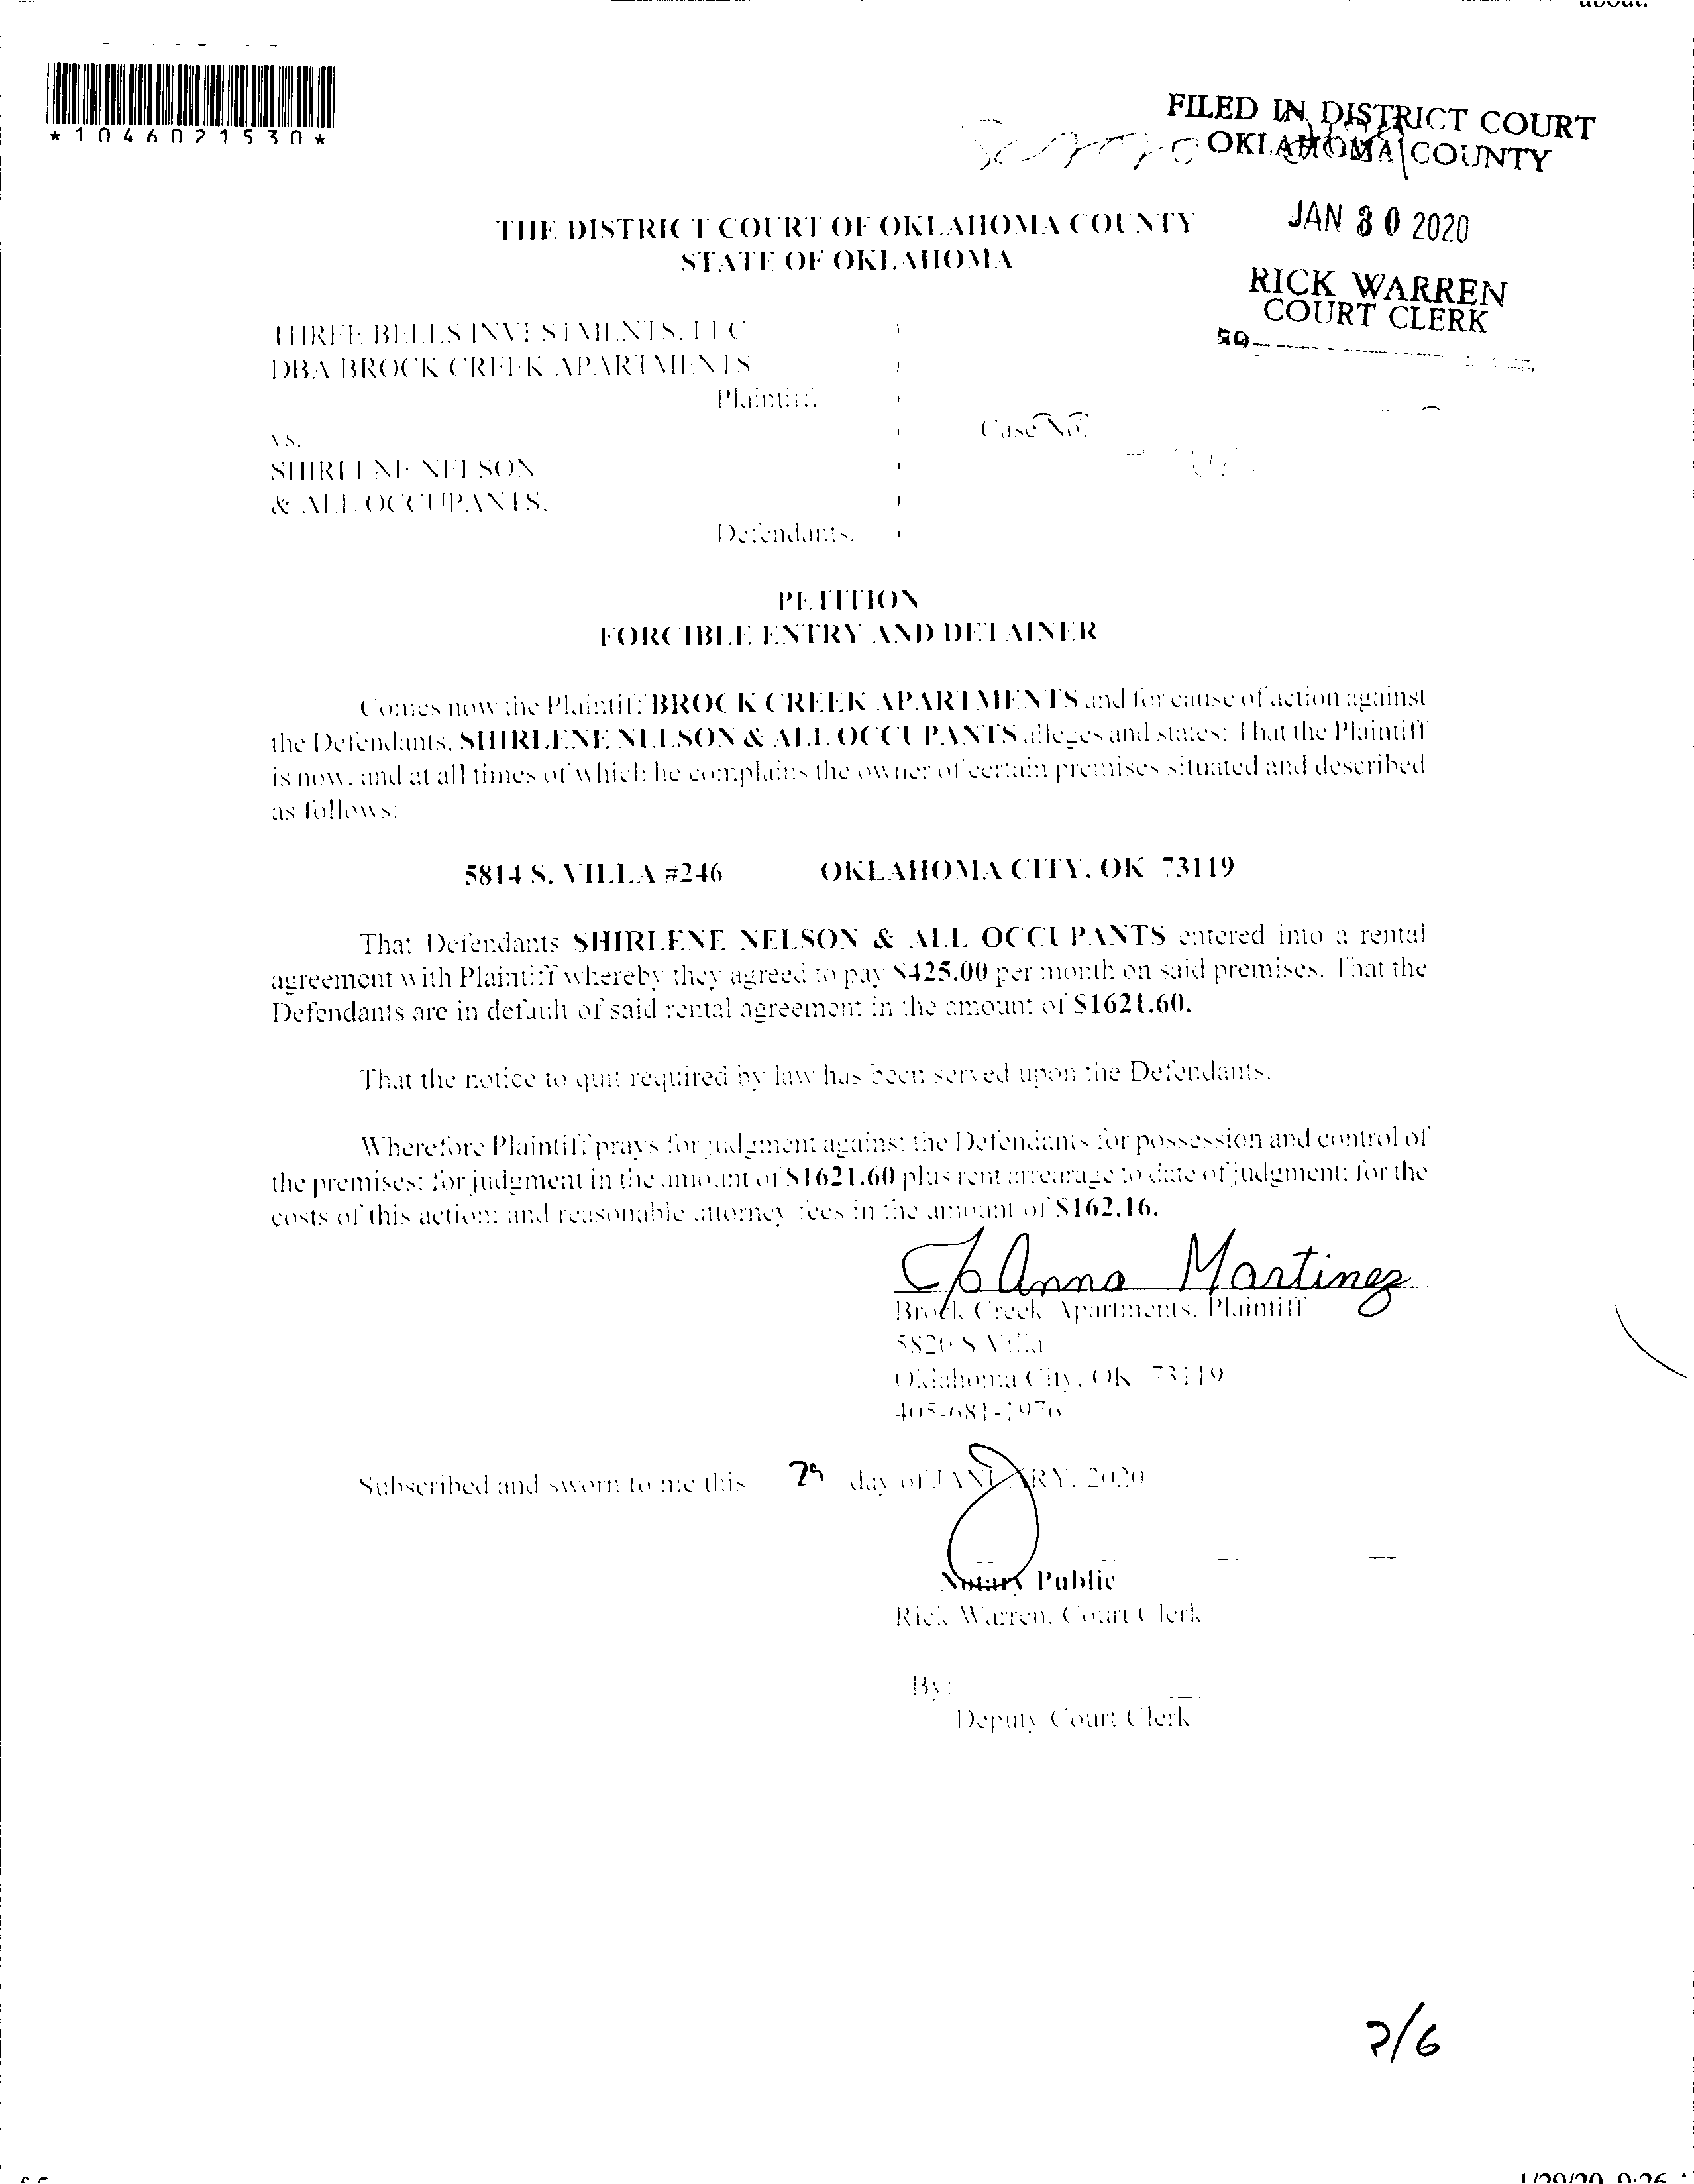 *1046021530*
FILED IN DISTRICT COURT
OKLAHOMA COUNTY
JAN 30 2020
RICK WARREN
COURT CLERK
THE DISTRICT COURT OF OKLAHOMA COUNTY
STATE OF OKLAHOMA
THREE BELLS INVESTMENTS, LLC
DBA BROCK CREEK APARTMENTS
Plaintiff,
vs.
Case No.
SHIRLENE NELSON
& ALL OCCUPANTS,
Defendants.
PETITION
FORCIBLE ENTRY AND DETAINER
Comes now the Plaintiff BROCK CREEK APARTMENTS and for cause of action against
the Defendants, SHIRLENE NELSON & ALL OCCUPANTS alleges and states: That the Plaintiff
is now, and at all times of which he complains the owner of certain premises situated and described
as follows:
5814 S. VILLA #246 OKLAHOMA CITY, OK 73119
That Defendants SHIRLENE NELSON & ALL OCCUPANTS entered into a rental
agreement with Plaintiff whereby they agreed to pay $425.00 per month on said premises. That the
Defendants are in default of said rental agreement in the amount of $1621.60.
That the notice to quit required by law has been served upon the Defendants.
Wherefore Plaintiff prays for judgment against the Defendants for possession and control of
the premises; for judgment in the amount of $1621.60 plus rent arrearage to date of judgment; for the
costs of this action; and reasonable attorney fees in the amount of $162.16.
JoAnna Martinez
Brock Creek Apartments, Plaintiff
5820 S Villa
Oklahoma City, OK 73119
405-681-1976
Subscribed and sworn to me this 29 day of JANUARY, 2020
Notary Public
Rick Warren, Court Clerk
By:
Deputy Court Clerk
2/6